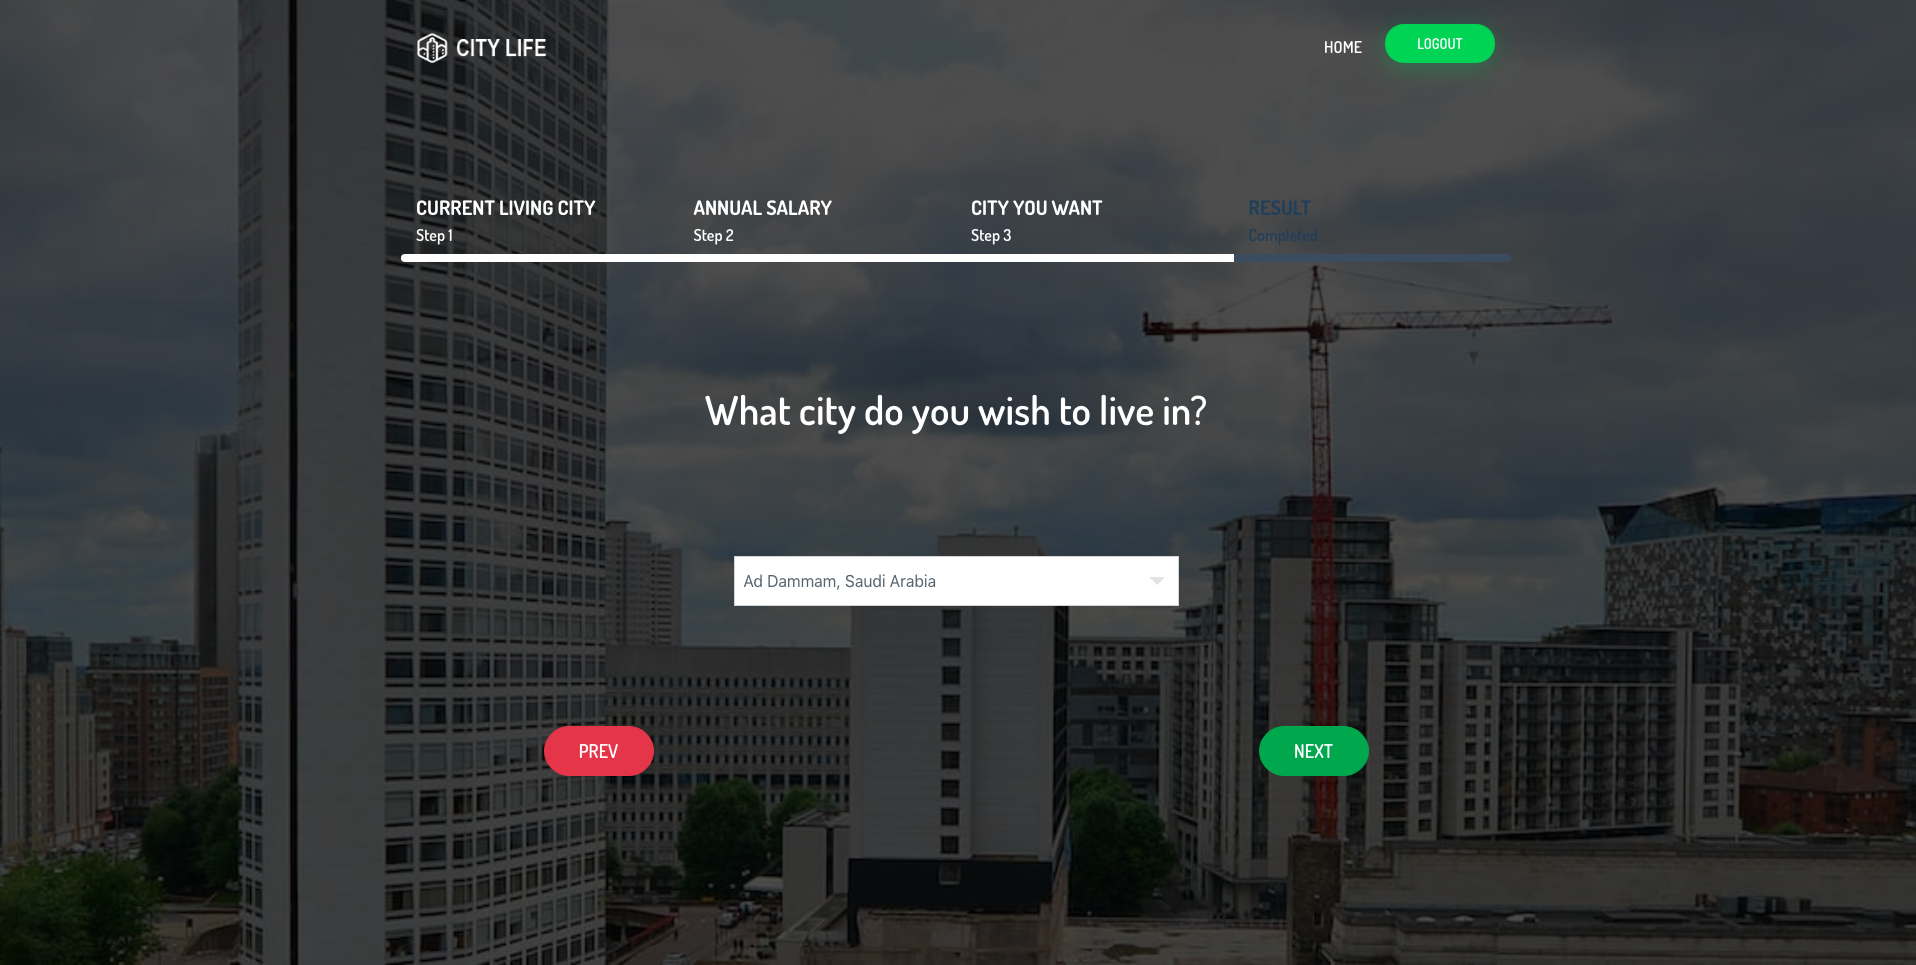 CITY LIFE
HOME
LOGOUT
CURRENT LIVING CITY
Step 1
ANNUAL SALARY
Step 2
CITY YOU WANT
Step 3
RESULT
Completed
What city do you wish to live in?
Ad Dammam, Saudi Arabia
PREV
NEXT